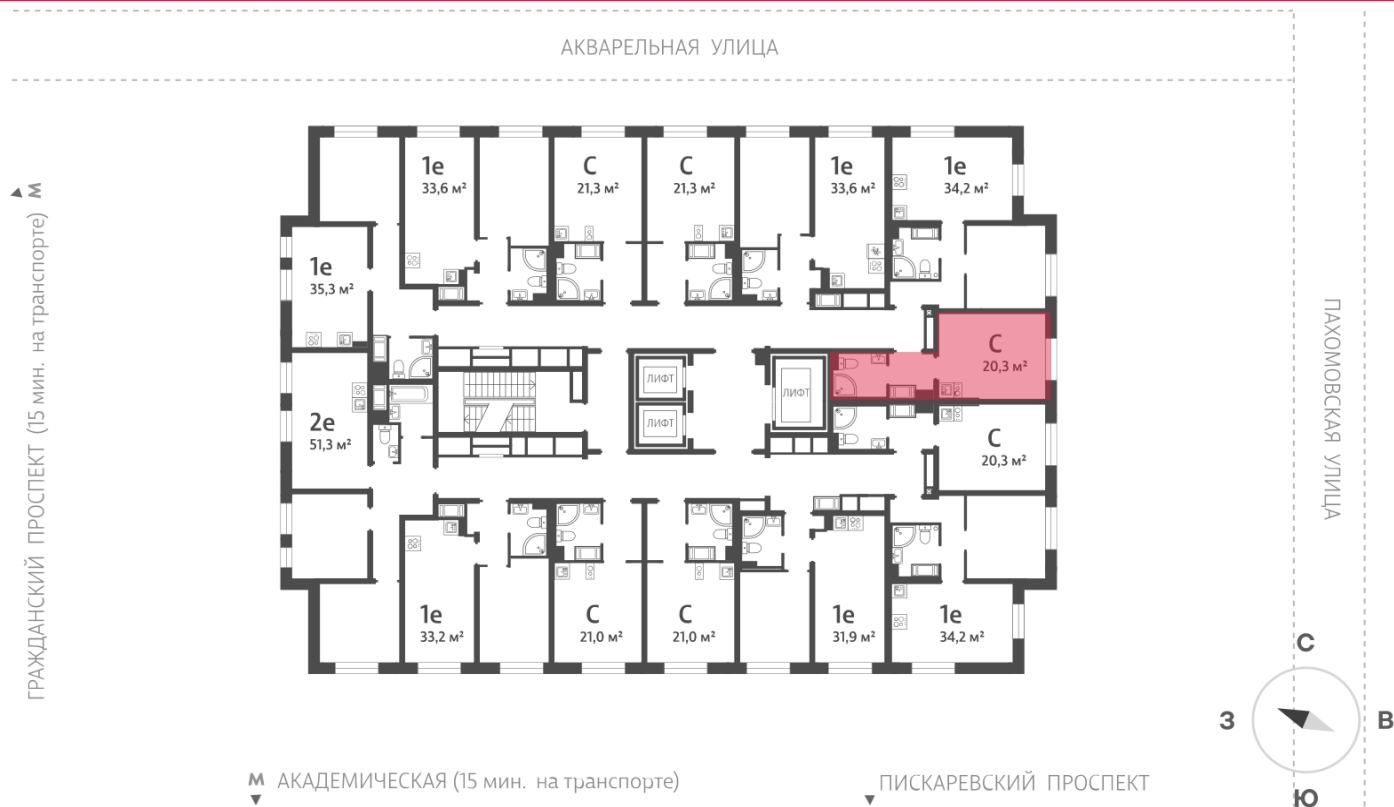 АКВАРЕЛЬНАЯ УЛИЦА
М
ГРАЖДАНСКИЙ ПРОСПЕКТ (15 мин. на транспорте)
1е
33,6 м²
С
21,3 м²
С
21,3 м²
1е
33,6 м²
1е
34,2 м²
1е
35,3 м²
С
20,3 м²
ЛИФТ
ЛИФТ
ЛИФТ
2е
51,3 м²
С
20,3 м²
1е
33,2 м²
С
21,0 м²
С
21,0 м²
1е
31,9 м²
1е
34,2 м²
ПАХОМОВСКАЯ УЛИЦА
С
З
В
Ю
М АКАДЕМИЧЕСКАЯ (15 мин. на транспорте)
ПИСКАРЕВСКИЙ ПРОСПЕКТ